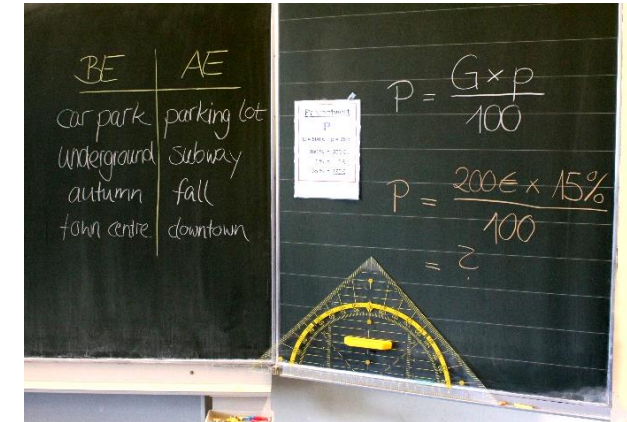 BE AE
car park parking lot
underground subway
autumn fall
town centre downtown
P = G × p
100
P = 200€ × 15%
100
= ?